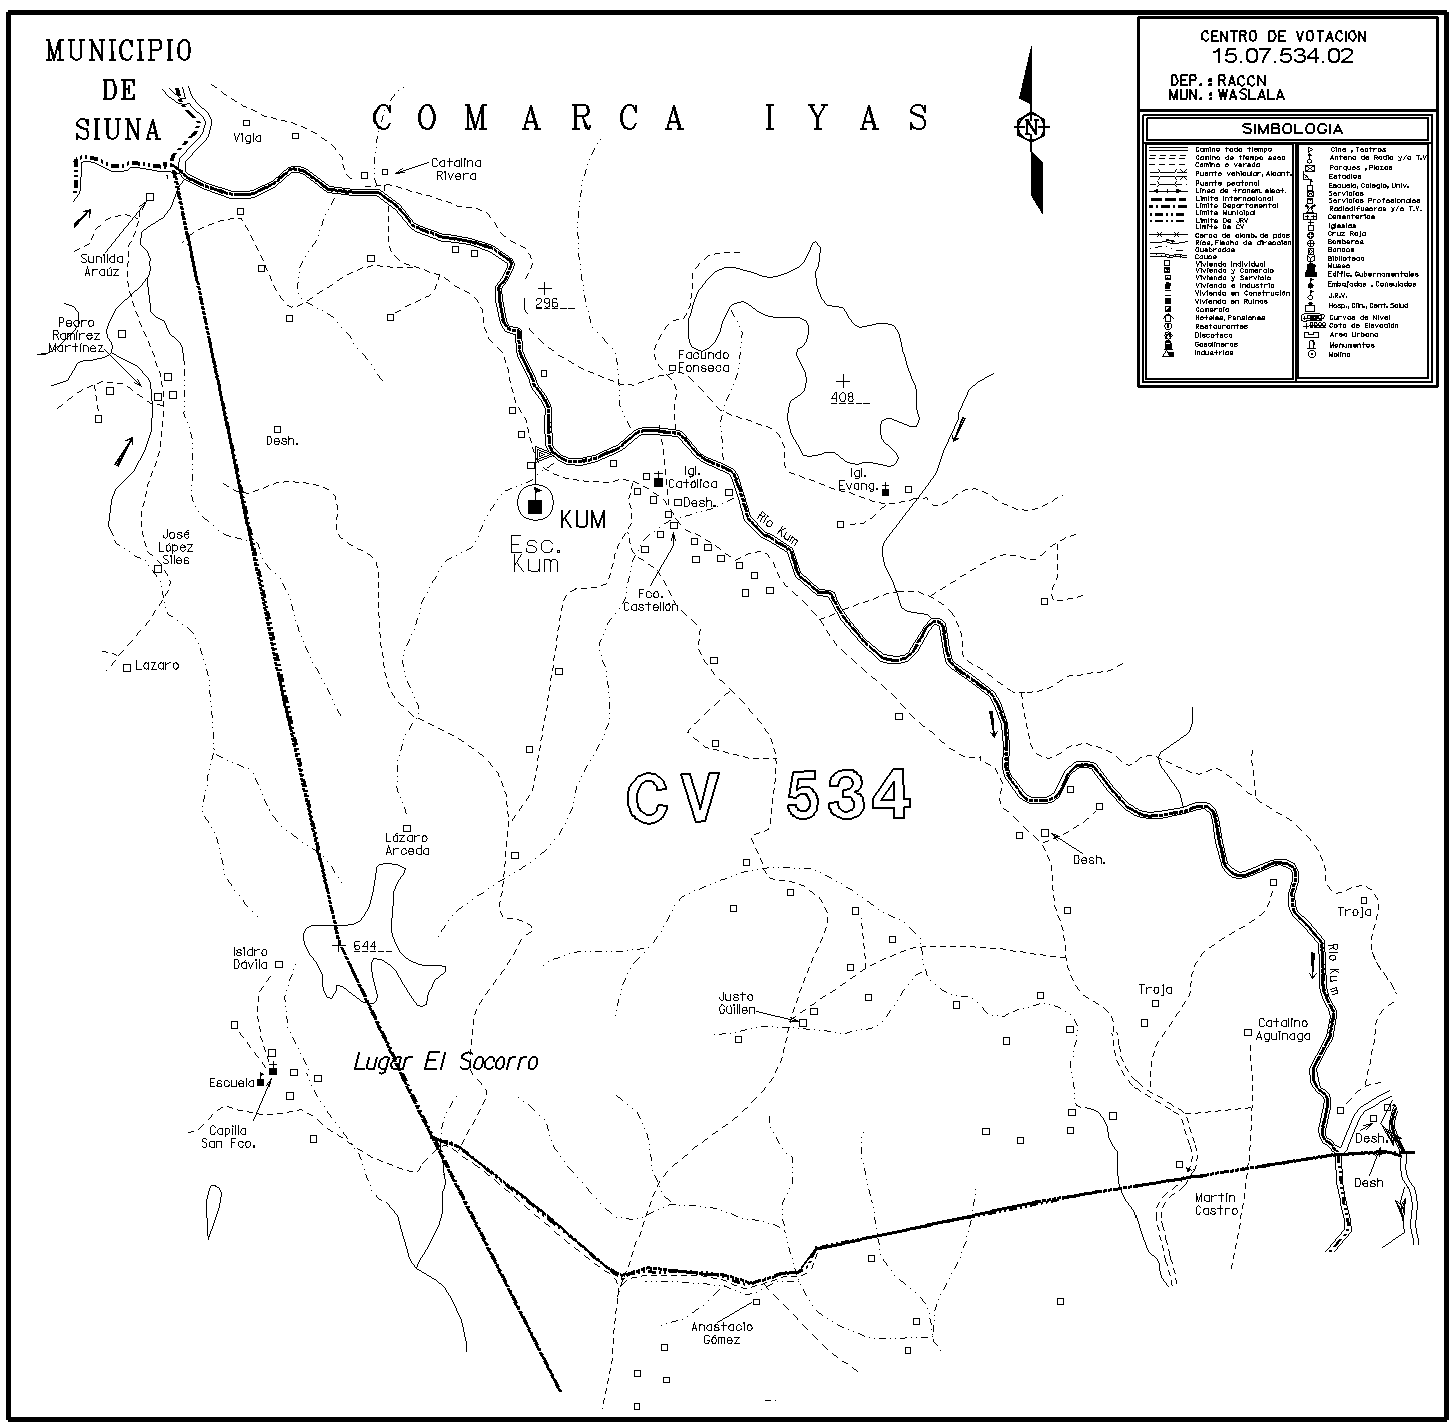 MUNICIPIO
DE
SIUNA
COMARCA IYAS
N
CENTRO DE VOTACION
15.07.534.02
DEP. : RACCN
MUN. : WASLALA
SIMBOLOGIA
Camino todo tiempo
Camino de tiempo seco
Camino o vereda
Puente vehicular, Alcant.
Puente peatonal
Linea de transm. elect.
Limite Internacional
Limite Departamental
Limite Municipal
Limite De JRV
Limite De CV
Cerca de alamb. de púas
Ríos, Flecha de dirección
Quebradas
Cauce
Vivienda Individual
Vivienda y Comercio
Vivienda y Servicio
Vivienda e Industria
Vivienda en Construcción
Vivienda en Ruinas
Comercio
Hoteles, Pensiones
Restaurantes
Discoteca
Gasolineras
Industrias
Cine , Teatros
Antena de Radio y/o T.V
Parques , Plazas
Estadios
Escuela, Colegio, Univ.
Servicios
Servicios Profesionales
Radiodifusoras y/o T.V.
Cementerios
Iglesias
Cruz Roja
Bomberos
Bancos
Biblioteca
Museo
Edific. Gubernamentales
Embajadas , Consulados
J.R.V.
Hosp., Clin., Cent. Salud
Curvas de Nivel
Cota de Elevación
Area Urbana
Monumentos
Molino
Vigia
Catalina
Rivera
Sunilda
Araúz
296
Pedro
Ramírez
Martínez
Facundo
Fonseca
408
Desh.
Igl.
Católica
Desh.
Igl.
Evang.
KUM
Esc.
Kum
Río Kum
José
López
Siles
Fco.
Castellón
Lazaro
CV 534
Lázaro
Arceda
Desh.
Troja
644
Isidro
Dávila
Río Kum
Justo
Guillen
Troja
Catalino
Aguinaga
Lugar El Socorro
Escuela
Capilla
San Fco.
Desh.
Desh
Martín
Castro
Anastacio
Gómez